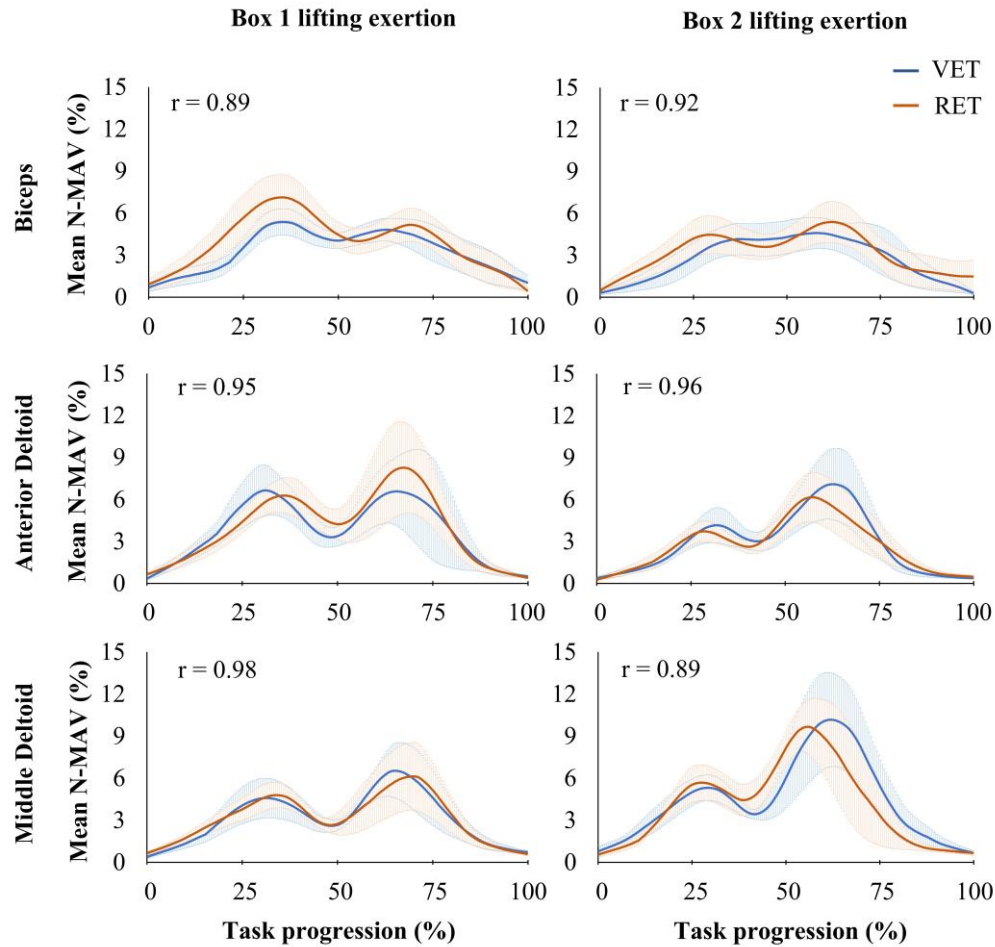 Box 1 lifting exertion
Box 2 lifting exertion
VET
RET
Biceps
Mean N-MAV (%)
15
12
9
6
3
0
r = 0.89
0 25 50 75 100
15
12
9
6
3
0
r = 0.92
0 25 50 75 100
Anterior Deltoid
Mean N-MAV (%)
15
12
9
6
3
0
r = 0.95
0 25 50 75 100
15
12
9
6
3
0
r = 0.96
0 25 50 75 100
Middle Deltoid
Mean N-MAV (%)
15
12
9
6
3
0
r = 0.98
0 25 50 75 100
Task progression (%)
15
12
9
6
3
0
r = 0.89
0 25 50 75 100
Task progression (%)